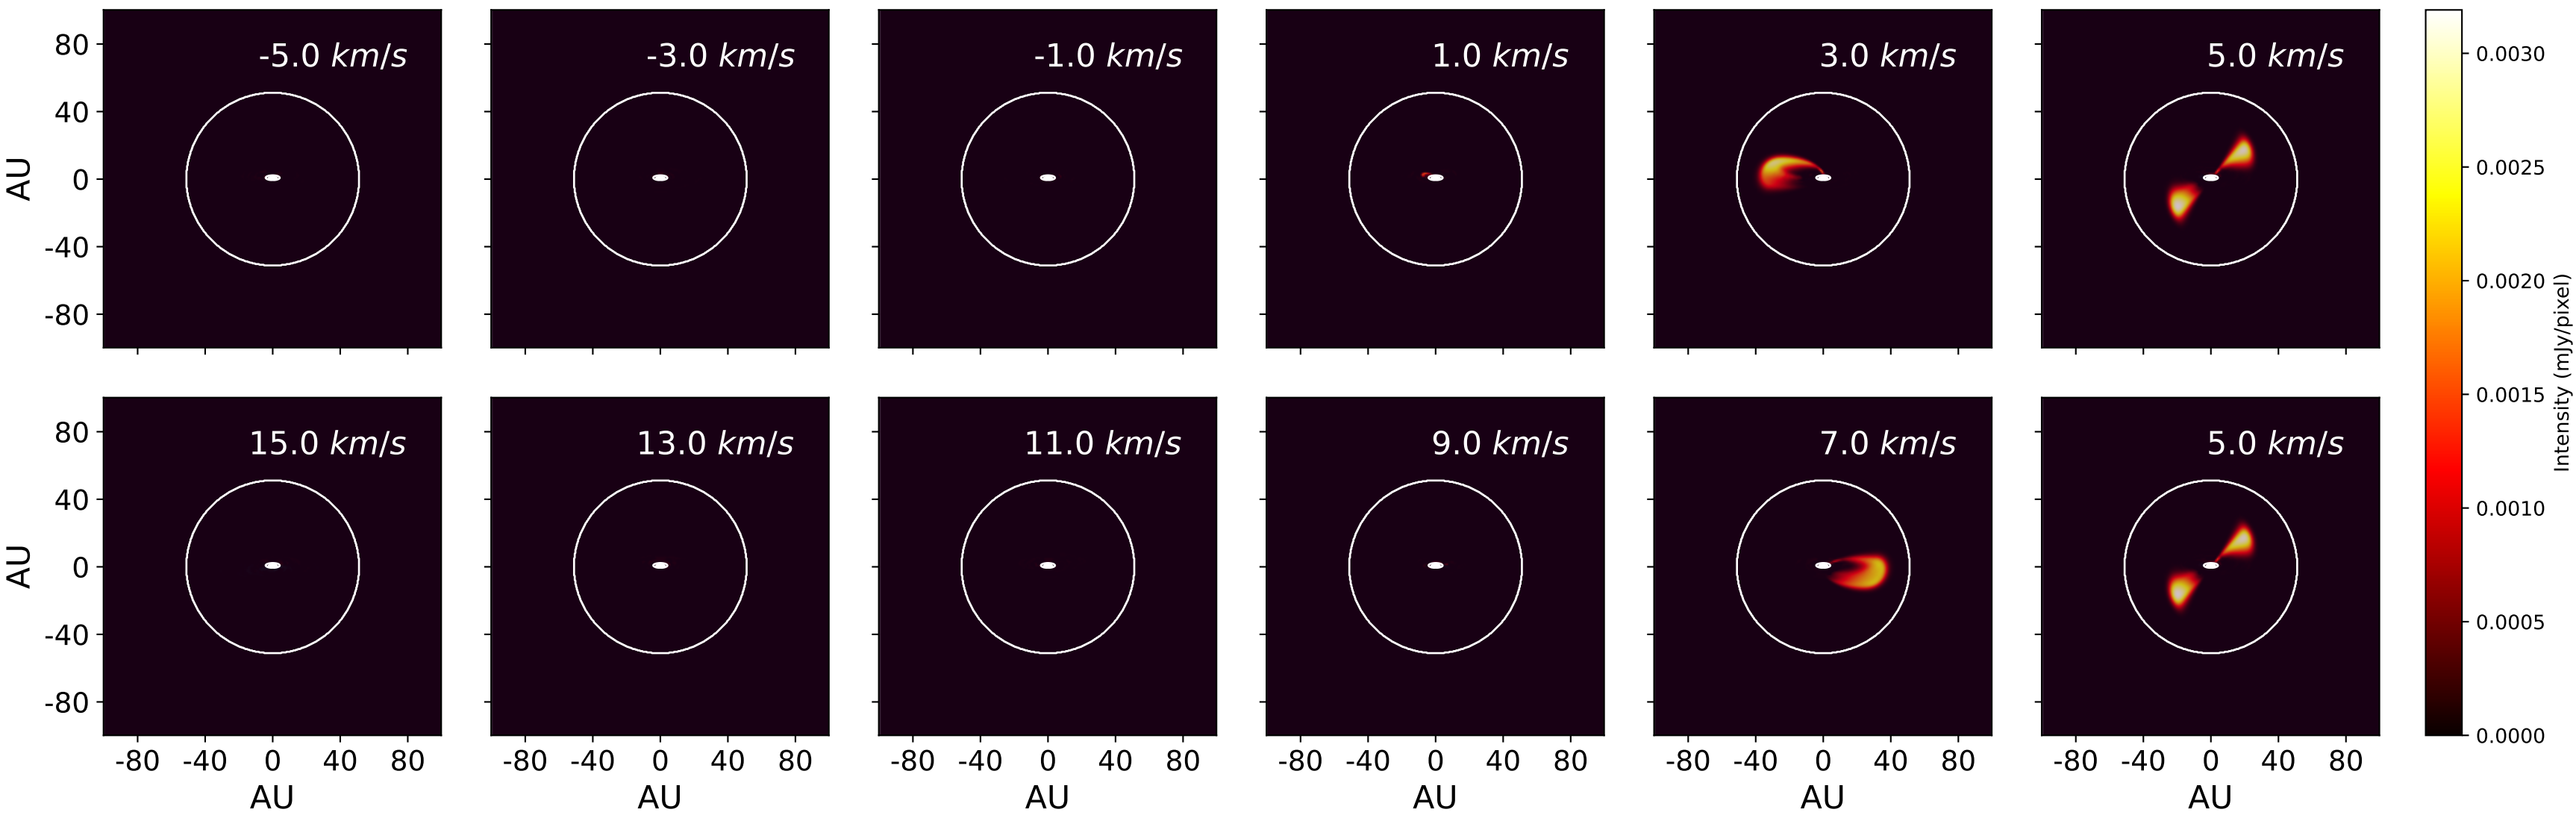 -5.0 km/s
-3.0 km/s
-1.0 km/s
1.0 km/s
3.0 km/s
5.0 km/s
80
40
0
-40
-80
AU
15.0 km/s
13.0 km/s
11.0 km/s
9.0 km/s
7.0 km/s
5.0 km/s
80
40
0
-40
-80
AU
-80 -40 0 40 80
-80 -40 0 40 80
-80 -40 0 40 80
-80 -40 0 40 80
-80 -40 0 40 80
-80 -40 0 40 80
AU
AU
AU
AU
AU
AU
0.0030
0.0025
0.0020
0.0015
0.0010
0.0005
0.0000
Intensity (mJy/pixel)